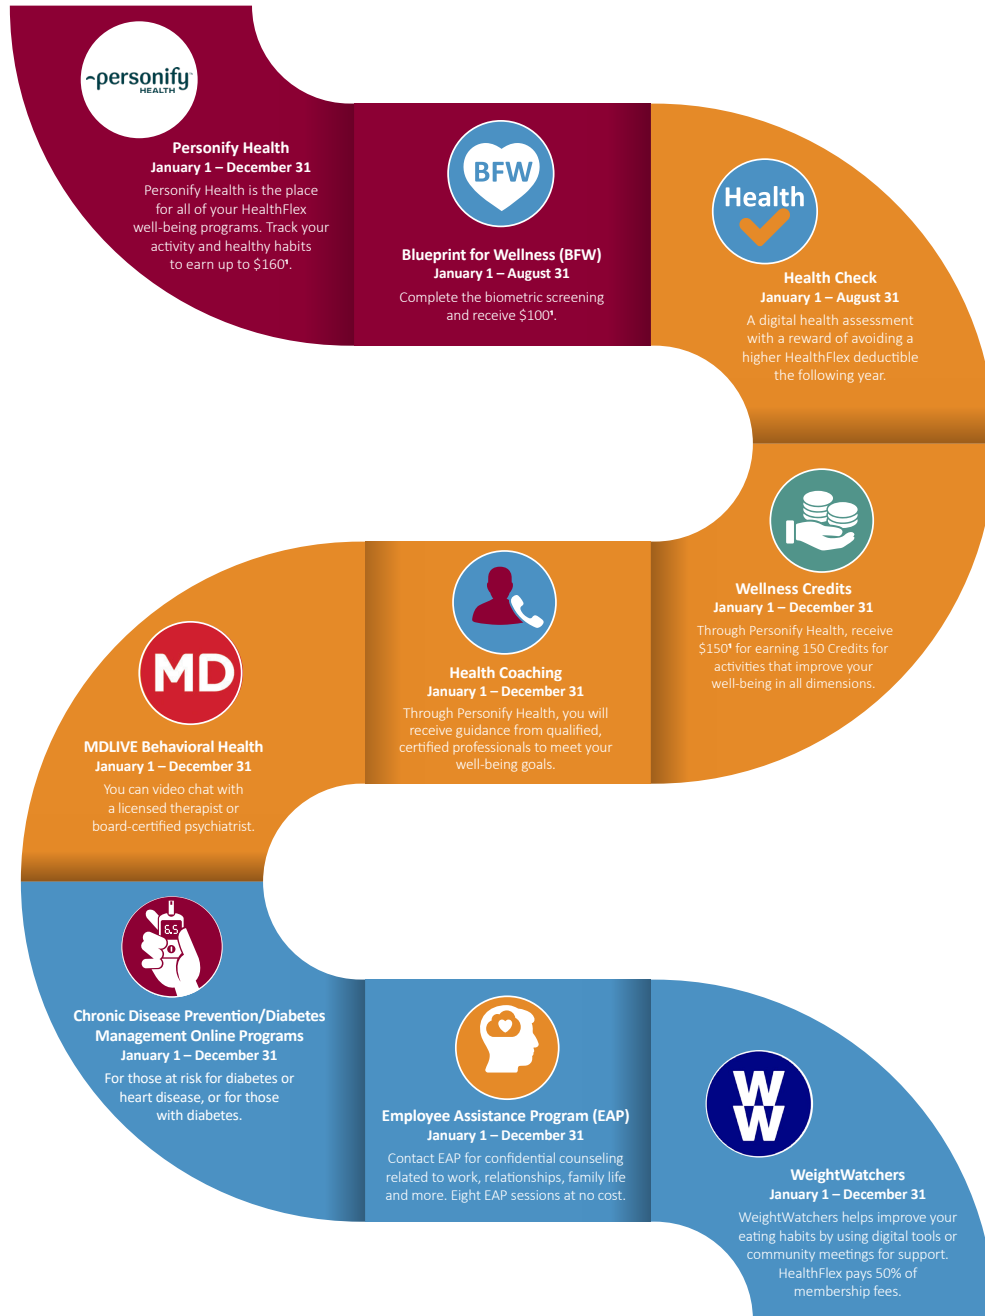 personify
HEALTH
Personify Health
January 1 – December 31
Personify Health is the place
for all of your HealthFlex
well-being programs. Track your
activity and healthy habits
to earn up to $160¹.
BFW
Blueprint for Wellness (BFW)
January 1 – August 31
Complete the biometric screening
and receive $100¹.
Health
Health Check
January 1 – August 31
A digital health assessment
with a reward of avoiding a
higher HealthFlex deductible
the following year.
Wellness Credits
January 1 – December 31
Through Personify Health, receive
$150¹ for earning 150 Credits for
activities that improve your
well-being in all dimensions.
Health Coaching
January 1 – December 31
Through Personify Health, you will
receive guidance from qualified,
certified professionals to meet your
well-being goals.
MD
MDLIVE Behavioral Health
January 1 – December 31
You can video chat with
a licensed therapist or
board-certified psychiatrist.
6.5
Chronic Disease Prevention/Diabetes
Management Online Programs
January 1 – December 31
For those at risk for diabetes or
heart disease, or for those
with diabetes.
Employee Assistance Program (EAP)
January 1 – December 31
Contact EAP for confidential counseling
related to work, relationships, family life
and more. Eight EAP sessions at no cost.
W
W
WeightWatchers
January 1 – December 31
WeightWatchers helps improve your
eating habits by using digital tools or
community meetings for support.
HealthFlex pays 50% of
membership fees.